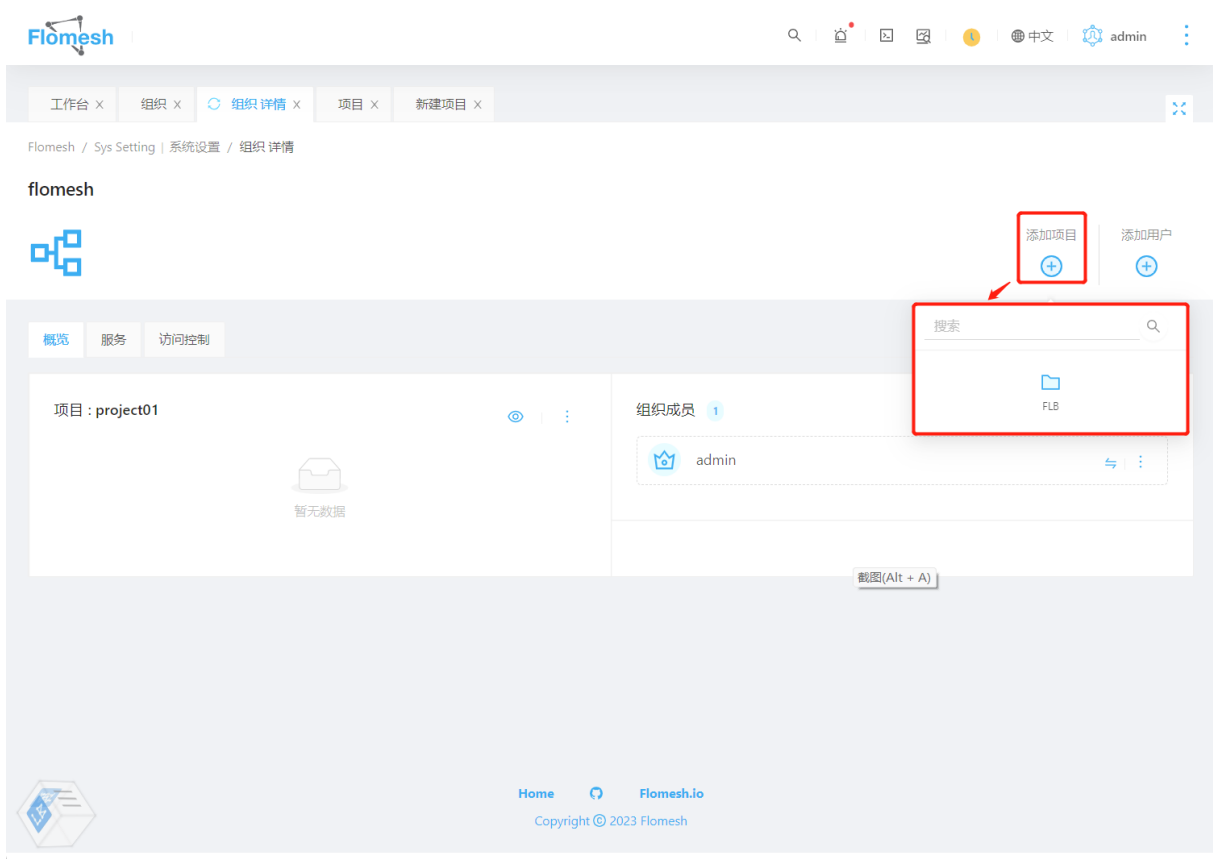 Flomesh
中文
admin
工作台 x 组织 x 组织 详情 x 项目 x 新建项目 x
Flomesh / Sys Setting | 系统设置 / 组织 详情
flomesh
添加项目 添加用户
搜索
FLB
概览 服务 访问控制
项目 : project01
暂无数据
组织成员 1
admin
截图(Alt + A)
Home Flomesh.io
Copyright © 2023 Flomesh